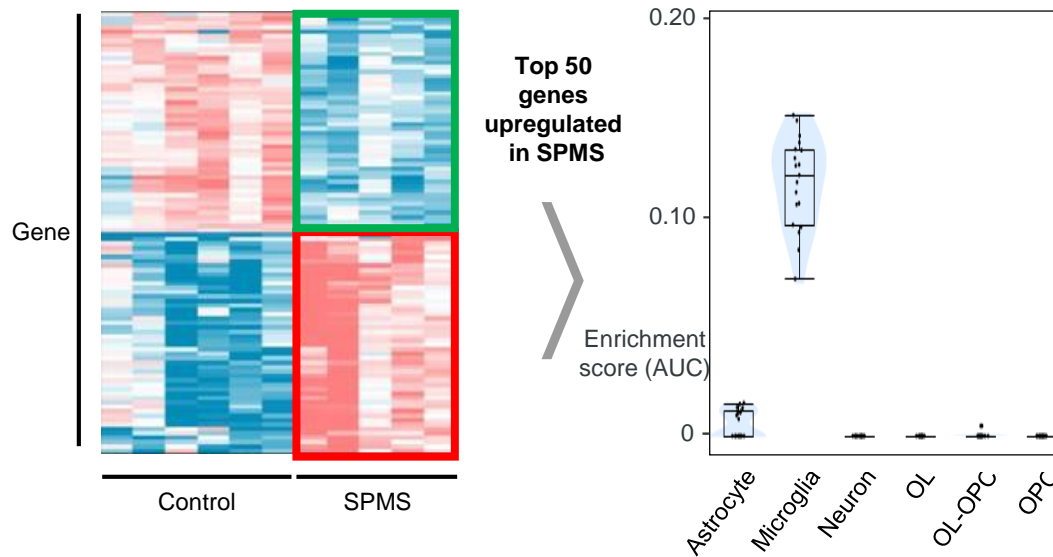 Gene
Control
SPMS
Top 50
genes
upregulated
in SPMS
Enrichment
score (AUC)
0.20
0.10
0
Astrocyte
Microglia
Neuron
OL
OL-OPC
OPC